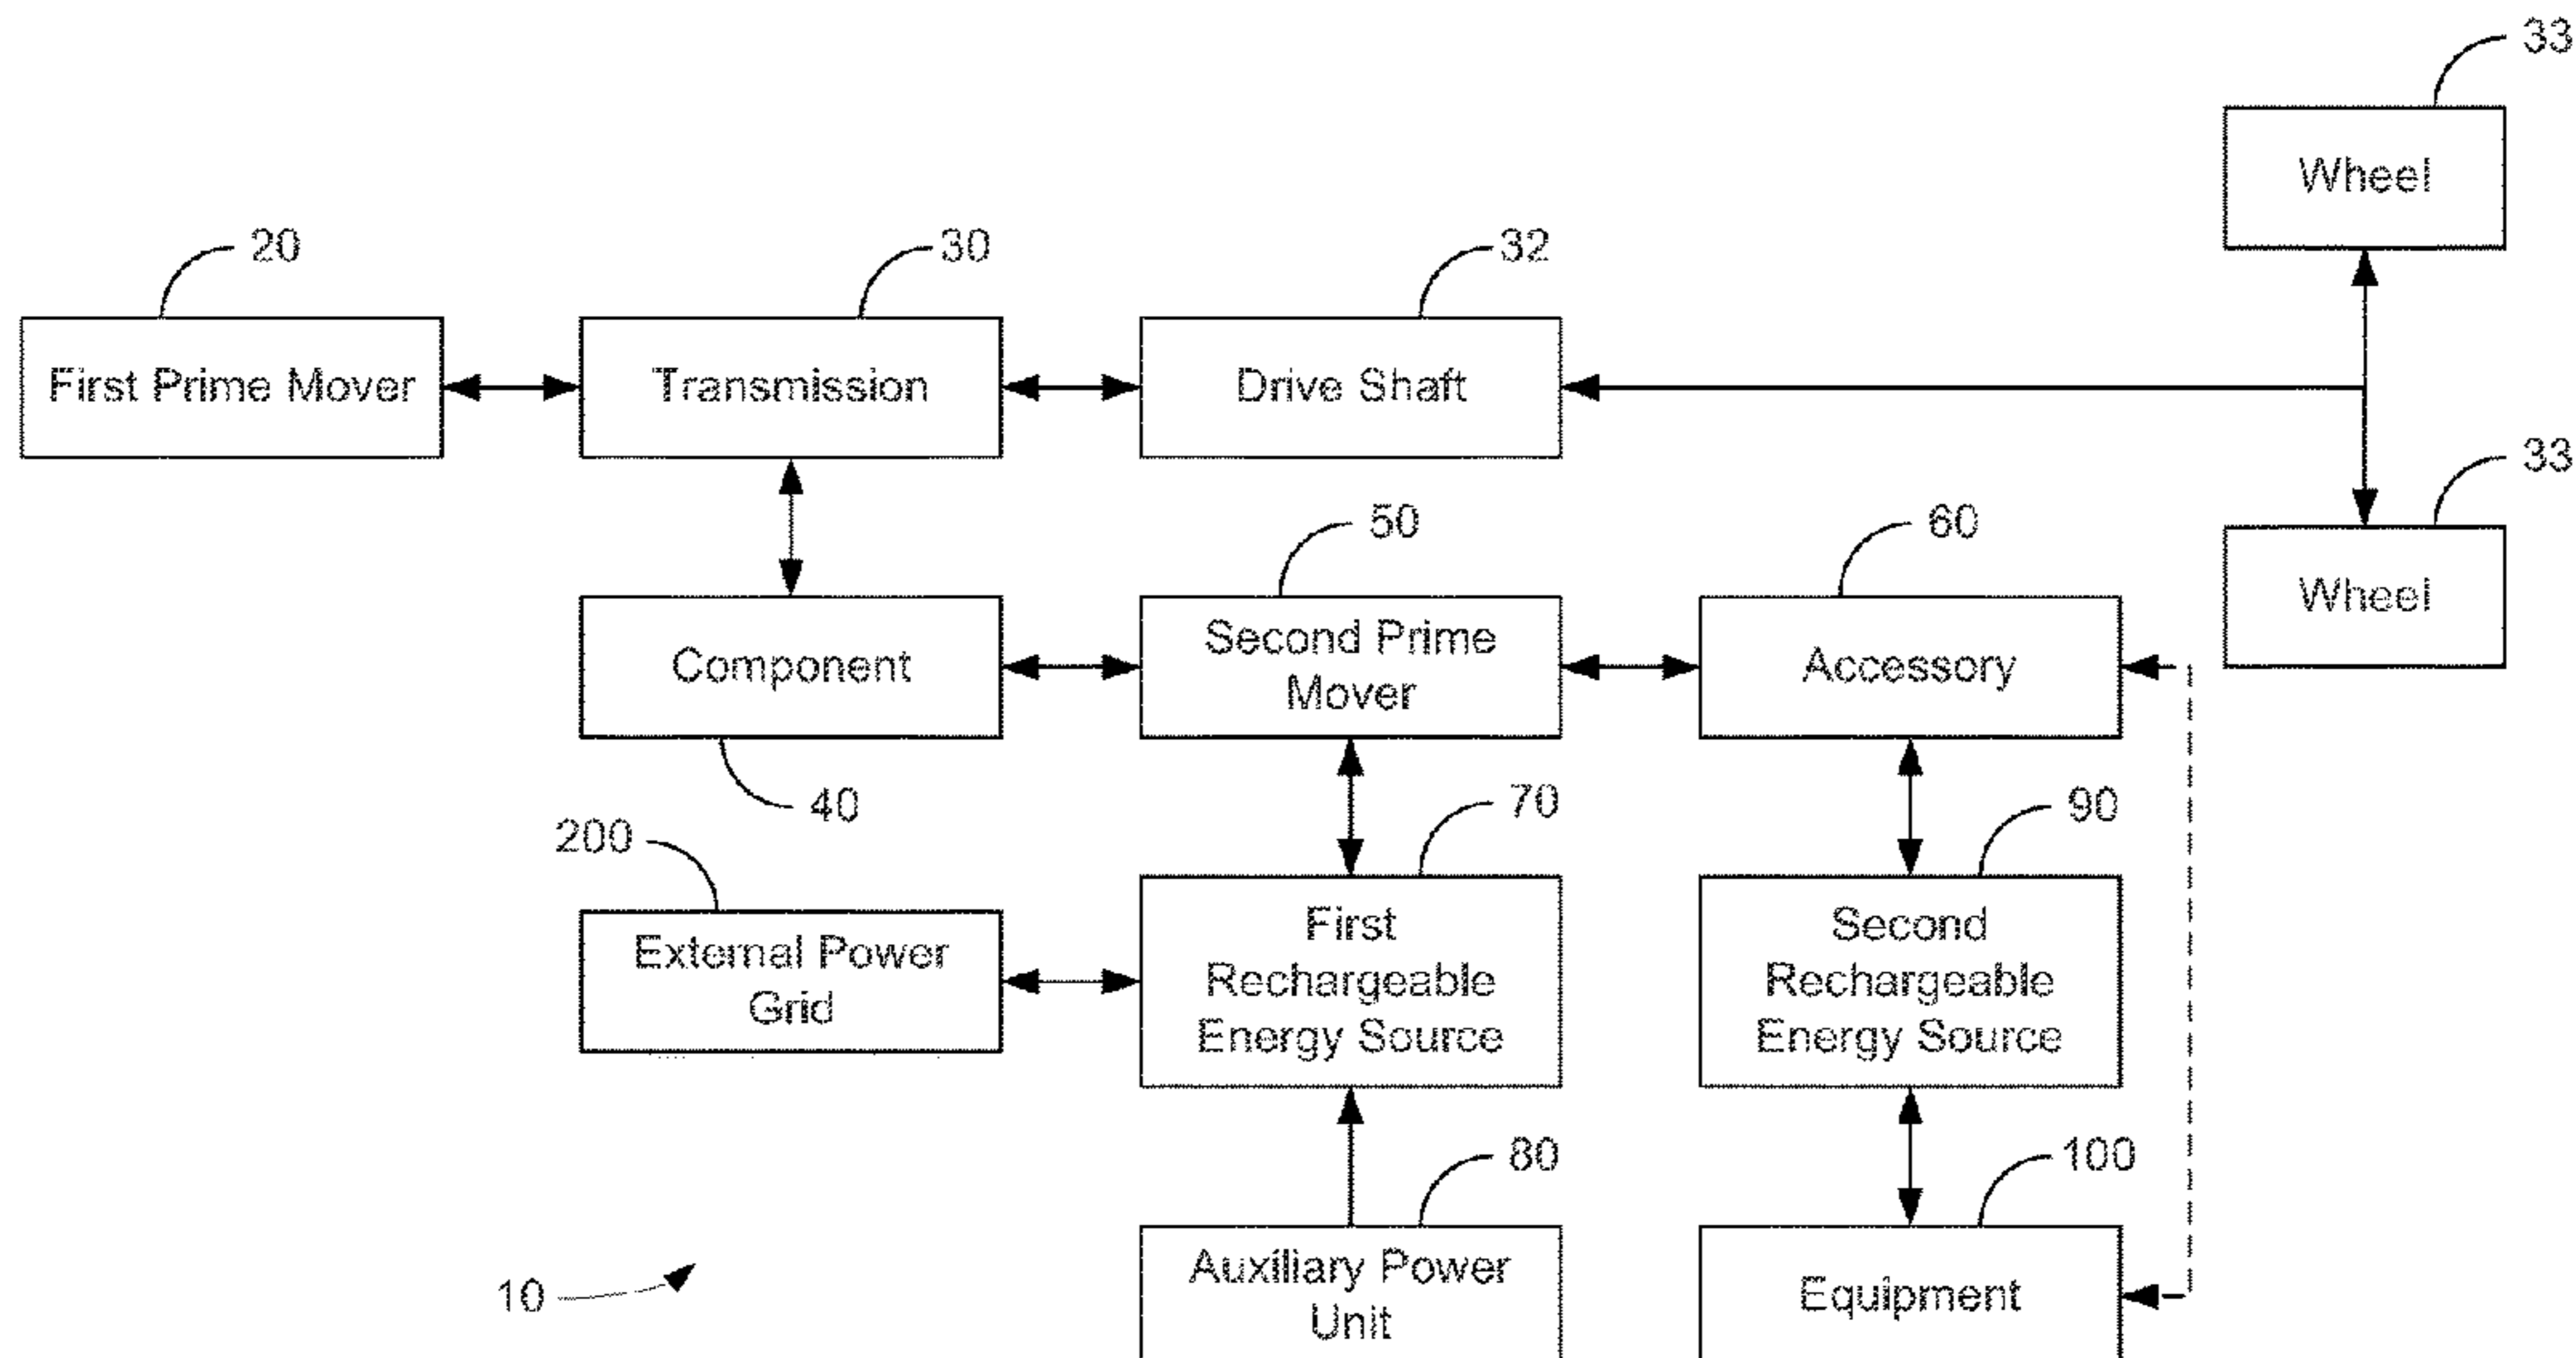 33
Wheel
20
30
32
First Prime Mover
Transmission
Drive Shaft
33
50
60
Wheel
Component
Second Prime
Mover
Accessory
40
70
90
200
External Power
Grid
First
Rechargeable
Energy Source
Second
Rechargeable
Energy Source
80
100
10
Auxiliary Power
Unit
Equipment